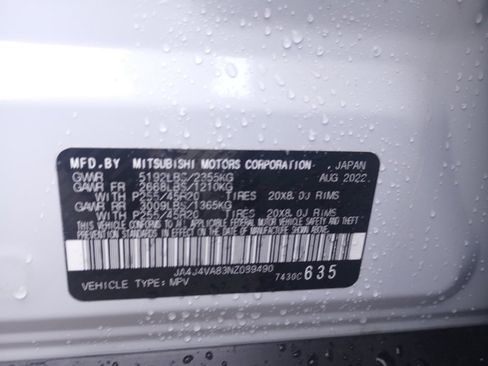 MFD.BY MITSUBISHI MOTORS CORPORATION, JAPAN
GVWR 5192LBS/2355KG AUG 2022
GAWR FR 2668LBS/1210KG
WITH P255/45R20 TIRES 20X8.0J RIMS
GAWR RR 3009LBS/1365KG
WITH P255/45R20 TIRES 20X8.0J RIMS
THIS VEHICLE CONFORMS TO ALL APPLICABLE FEDERAL MOTOR VEHICLE SAFETY AND THEFT
PREVENTION STANDARDS IN EFFECT ON THE DATE OF MANUFACTURE SHOWN ABOVE.
JA4J4VA83NZ089490
VEHICLE TYPE: MPV 7430C 635